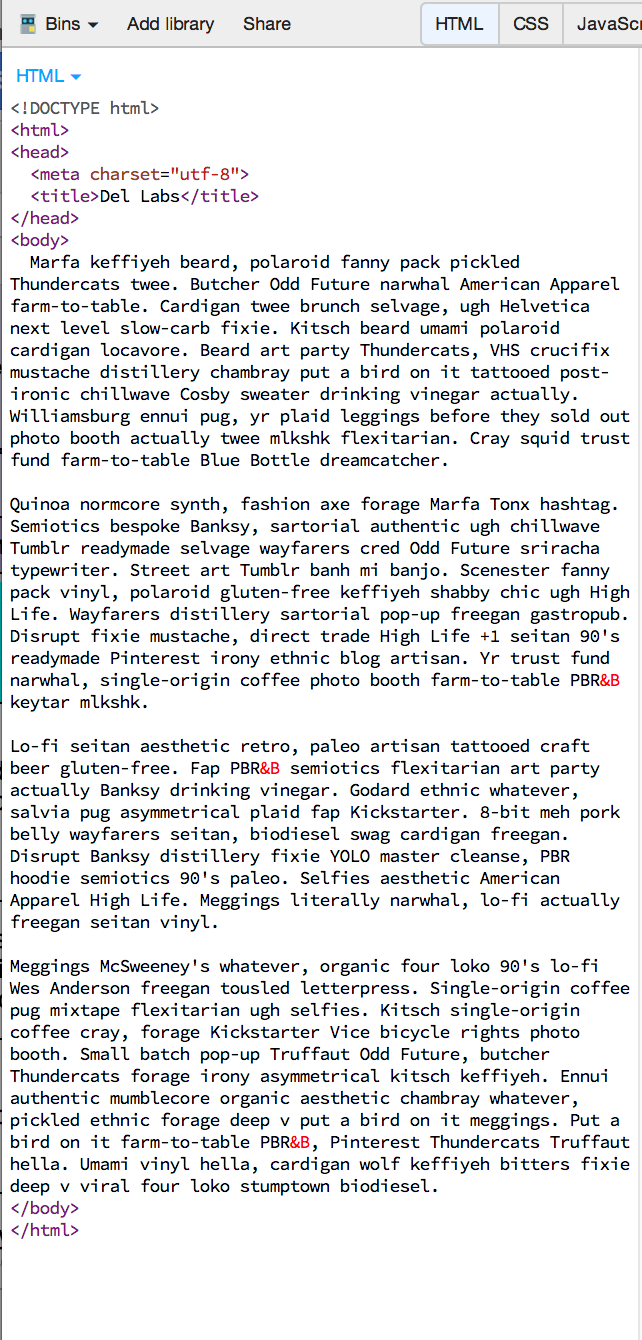 Bins Add library Share HTML CSS JavaScr
HTML
<!DOCTYPE html>
<html>
<head>
<meta charset="utf-8">
<title>Del Labs</title>
</head>
<body>
Marfa keffiyeh beard, polaroid fanny pack pickled
Thundercats twee. Butcher Odd Future narwhal American Apparel
farm-to-table. Cardigan twee brunch selvage, ugh Helvetica
next level slow-carb fixie. Kitsch beard umami polaroid
cardigan locavore. Beard art party Thundercats, VHS crucifix
mustache distillery chambray put a bird on it tattooed post-
ironic chillwave Cosby sweater drinking vinegar actually.
Williamsburg ennui pug, yr plaid leggings before they sold out
photo booth actually twee mlkshk flexitarian. Cray squid trust
fund farm-to-table Blue Bottle dreamcatcher.

Quinoa normcore synth, fashion axe forage Marfa Tonx hashtag.
Semiotics bespoke Banksy, sartorial authentic ugh chillwave
Tumblr readymade selvage wayfarers cred Odd Future sriracha
typewriter. Street art Tumblr banh mi banjo. Scenester fanny
pack vinyl, polaroid gluten-free keffiyeh shabby chic ugh High
Life. Wayfarers distillery sartorial pop-up freegan gastropub.
Disrupt fixie mustache, direct trade High Life +1 seitan 90's
readymade Pinterest irony ethnic blog artisan. Yr trust fund
narwhal, single-origin coffee photo booth farm-to-table PBR&B
keytar mlkshk.

Lo-fi seitan aesthetic retro, paleo artisan tattooed craft
beer gluten-free. Fap PBR&B semiotics flexitarian art party
actually Banksy drinking vinegar. Godard ethnic whatever,
salvia pug asymmetrical plaid fap Kickstarter. 8-bit meh pork
belly wayfarers seitan, biodiesel swag cardigan freegan.
Disrupt Banksy distillery fixie YOLO master cleanse, PBR
hoodie semiotics 90's paleo. Selfies aesthetic American
Apparel High Life. Meggings literally narwhal, lo-fi actually
freegan seitan vinyl.

Meggings McSweeney's whatever, organic four loko 90's lo-fi
Wes Anderson freegan tousled letterpress. Single-origin coffee
pug mixtape flexitarian ugh selfies. Kitsch single-origin
coffee cray, forage Kickstarter Vice bicycle rights photo
booth. Small batch pop-up Truffaut Odd Future, butcher
Thundercats forage irony asymmetrical kitsch keffiyeh. Ennui
authentic mumblecore organic aesthetic chambray whatever,
pickled ethnic forage deep v put a bird on it meggings. Put a
bird on it farm-to-table PBR&B, Pinterest Thundercats Truffaut
hella. Umami vinyl hella, cardigan wolf keffiyeh bitters fixie
deep v viral four loko stumptown biodiesel.
</body>
</html>